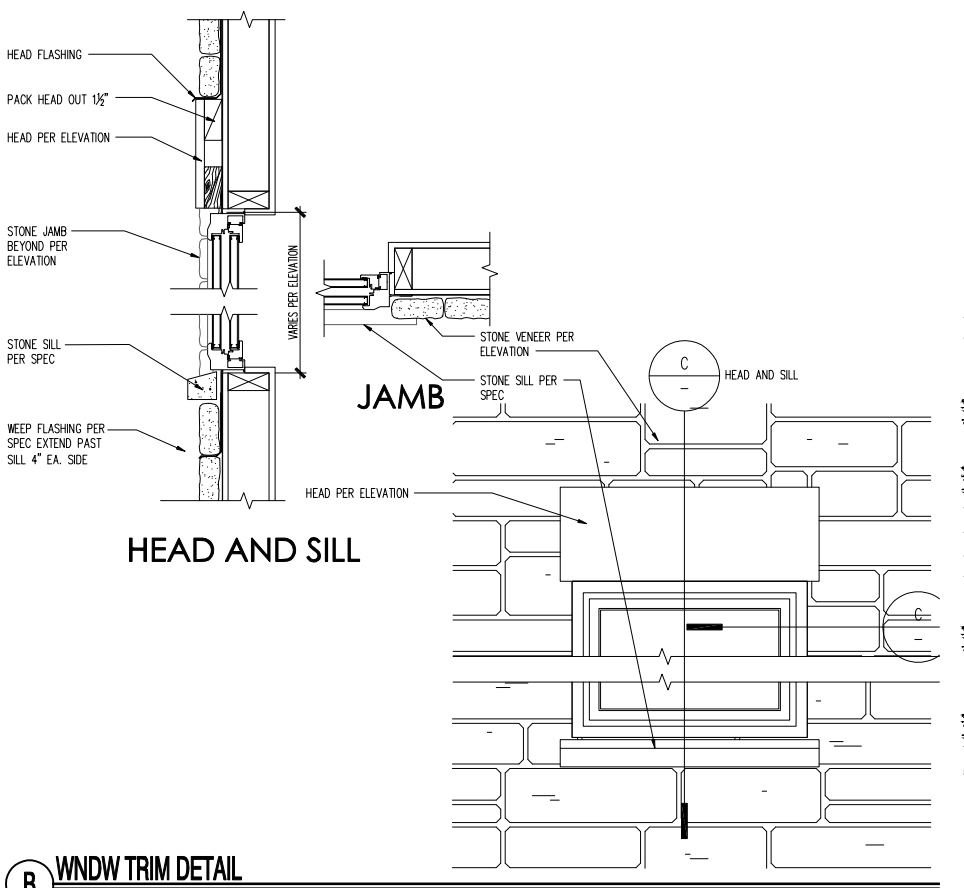 HEAD FLASHING
PACK HEAD OUT 1½"
HEAD PER ELEVATION
STONE JAMB
BEYOND PER
ELEVATION
STONE SILL
PER SPEC
WEEP FLASHING PER
SPEC EXTEND PAST
SILL 4" EA. SIDE
VARIES PER ELEVATION
HEAD AND SILL
JAMB
STONE VENEER PER
ELEVATION
STONE SILL PER
SPEC
HEAD PER ELEVATION
C
–
HEAD AND SILL
C
–
B
WNDW TRIM DETAIL